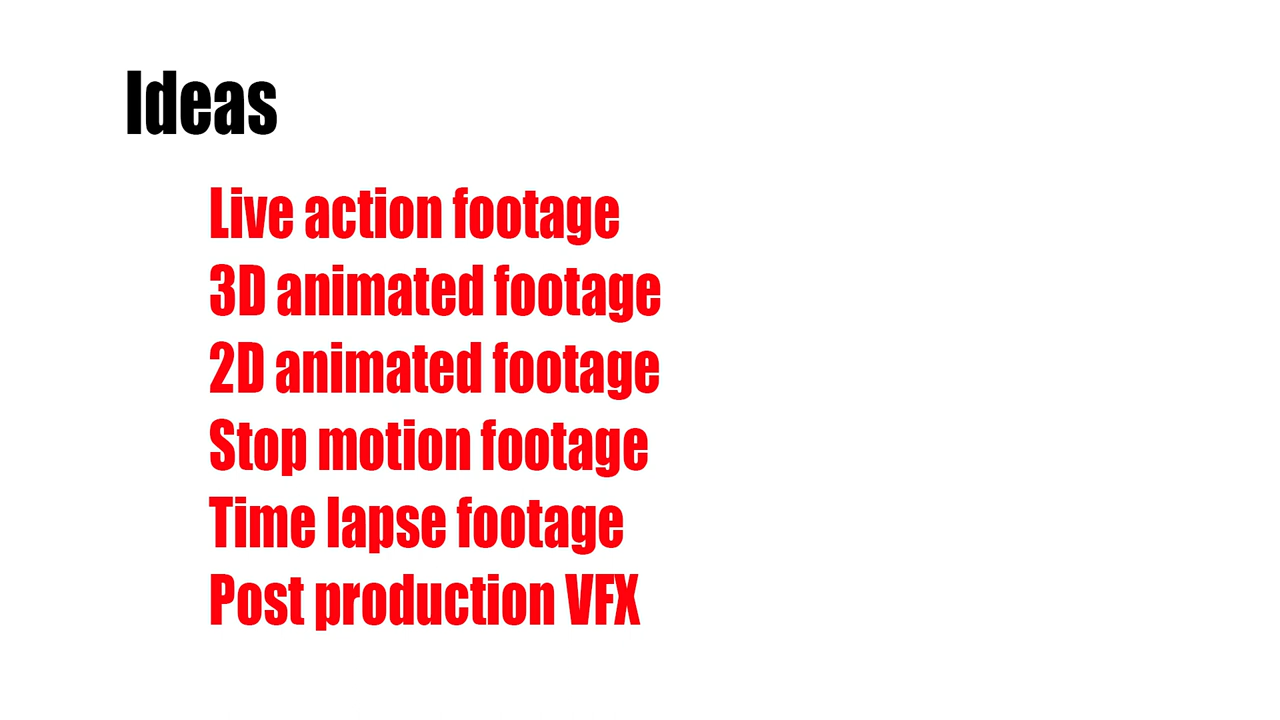 Ideas
Live action footage
3D animated footage
2D animated footage
Stop motion footage
Time lapse footage
Post production VFX